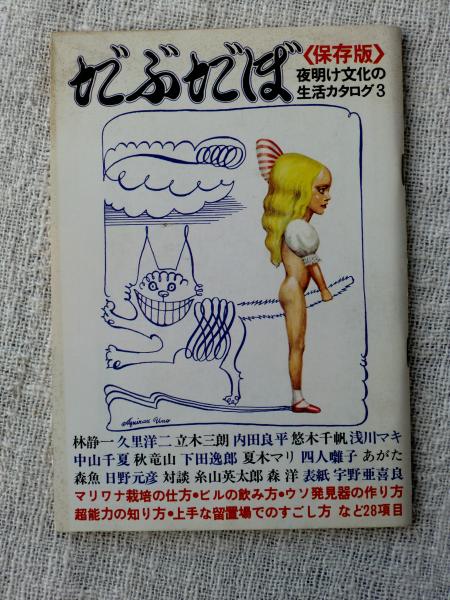 だぶだぼ
〈保存版〉
夜明け文化の
生活カタログ3
Aquirax Uno
林静一 久里洋二 立木三朗 内田良平 悠木千帆 浅川マキ
中山千夏 秋竜山 下田逸郎 夏木マリ 四人囃子 あがた
森魚 日野元彦 対談 糸山英太郎 森 洋 表紙 宇野亜喜良
マリワナ栽培の仕方•ピルの飲み方•ウソ発見器の作り方
超能力の知り方•上手な留置場でのすごし方 など28項目